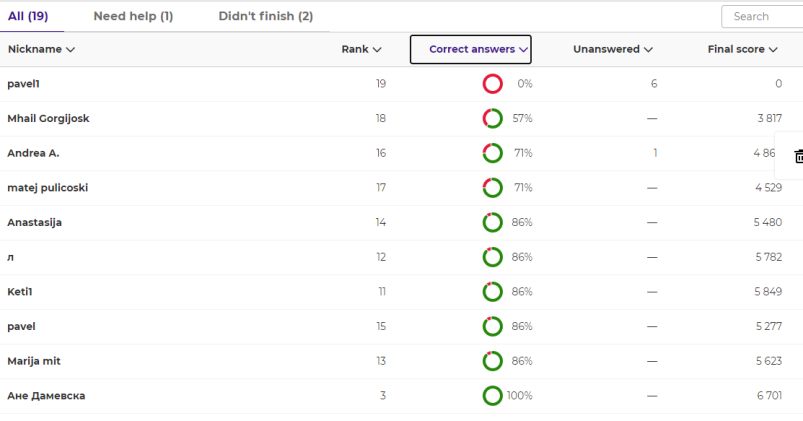 All (19) Need help (1) Didn't finish (2) Search
Nickname Rank Correct answers Unanswered Final score
pavel1 19 0% 6 0
Mhail Gorgijosk 18 57% — 3 817
Andrea A. 16 71% 1
matej pulicoski 17 71% — 4 529
Anastasija 14 86% — 5 480
л 12 86% — 5 782
Keti1 11 86% — 5 849
pavel 15 86% — 5 277
Marija mit 13 86% — 5 623
Ане Дамевска 3 100% — 6 701